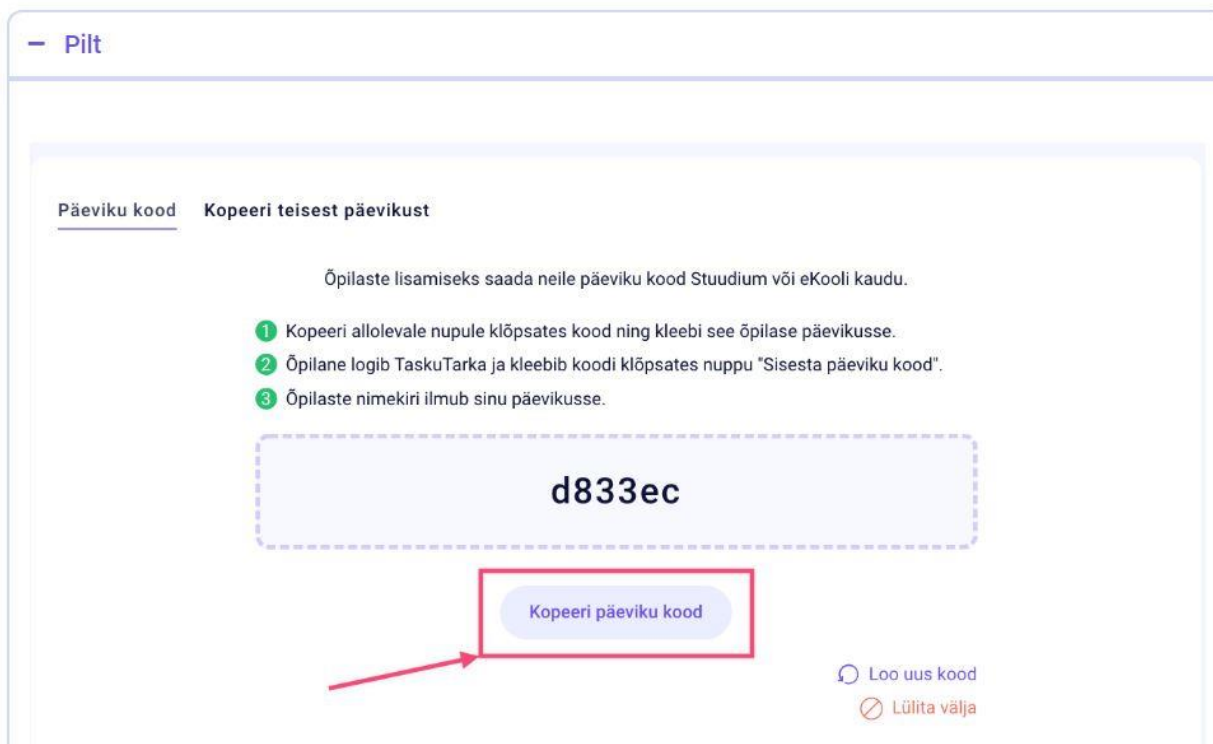 Pilt
Päeviku kood Kopeeri teisest päevikust
Õpilaste lisamiseks saada neile päeviku kood Stuudium või eKooli kaudu.
1 Kopeeri allolevale nupule klõpsates kood ning kleebi see õpilase päevikusse.
2 Õpilane logib TaskuTarka ja kleebib koodi klõpsates nuppu "Sisesta päeviku kood".
3 Õpilaste nimekiri ilmub sinu päevikusse.
d833ec
Kopeeri päeviku kood
Loo uus kood
Lülita välja